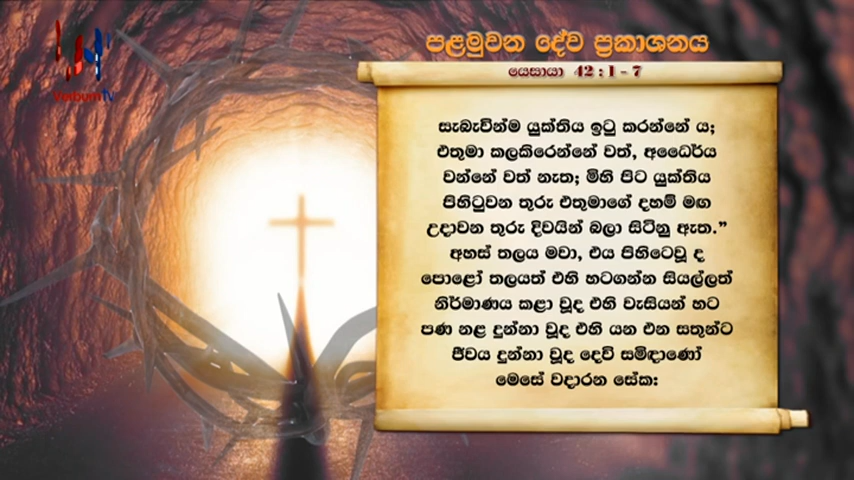 VerbumTV
පළමුවන දේව ප්‍රකාශනය
යෙසායා 42 : 1 - 7
සැබැවින්ම යුක්තිය ඉටු කරන්නේ ය;
එතුමා කලකිරෙන්නේ වත්, අධෛර්ය
වන්නේ වත් නැත; මිහි පිට යුක්තිය
පිහිටුවන තුරු එතුමාගේ දහම් මඟ
උදාවන තුරු දිවයින් බලා සිටිනු ඇත.”
අහස් තලය මවා, එය පිහිටෙවූ ද
පොළෝ තලයත් එහි හටගන්න සියල්ලත්
නිර්මාණය කළා වූද එහි වැසියන් හට
පණ නළ දුන්නා වූද එහි යන එන සතුන්ට
ජීවය දුන්නා වූද දෙවි සමිඳාණෝ
මෙසේ වදාරන සේක: